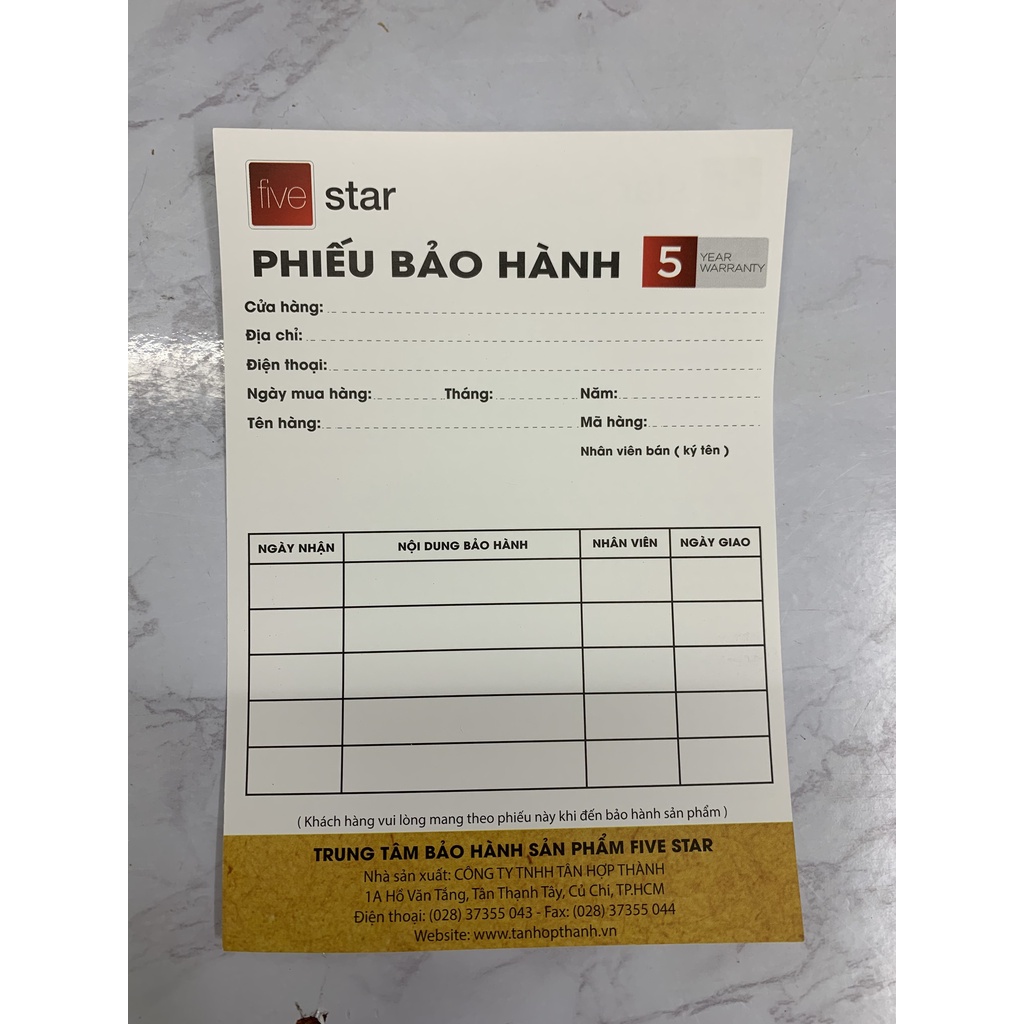 five star
PHIẾU BẢO HÀNH
5 YEAR WARRANTY
Cửa hàng:
Địa chỉ:
Điện thoại:
Ngày mua hàng: Tháng: Năm:
Tên hàng: Mã hàng:
Nhân viên bán ( ký tên )
NGÀY NHẬN NỘI DUNG BẢO HÀNH NHÂN VIÊN NGÀY GIAO
( Khách hàng vui lòng mang theo phiếu này khi đến bảo hành sản phẩm )
TRUNG TÂM BẢO HÀNH SẢN PHẨM FIVE STAR
Nhà sản xuất: CÔNG TY TNHH TÂN HỢP THÀNH
1A Hồ Văn Tắng, Tân Thạnh Tây, Củ Chi, TP.HCM
Điện thoại: (028) 37355 043 - Fax: (028) 37355 044
Website: www.tanhopthanh.vn